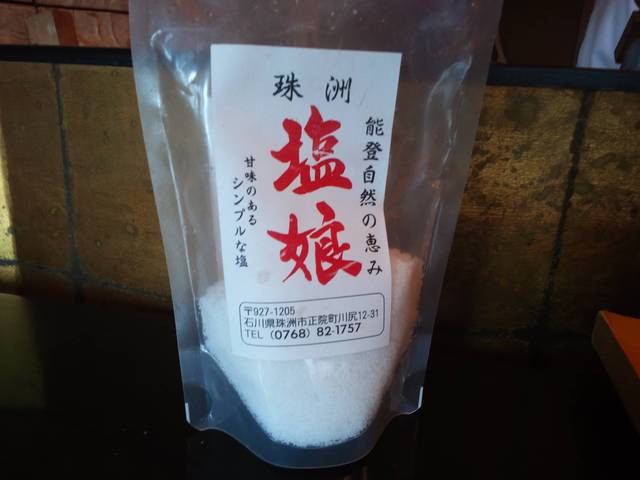 珠洲
能登自然の恵み
塩娘
甘味のある
シンプルな塩
〒927-1205
石川県珠洲市正院町川尻12-31
TEL (0768) 82-1757